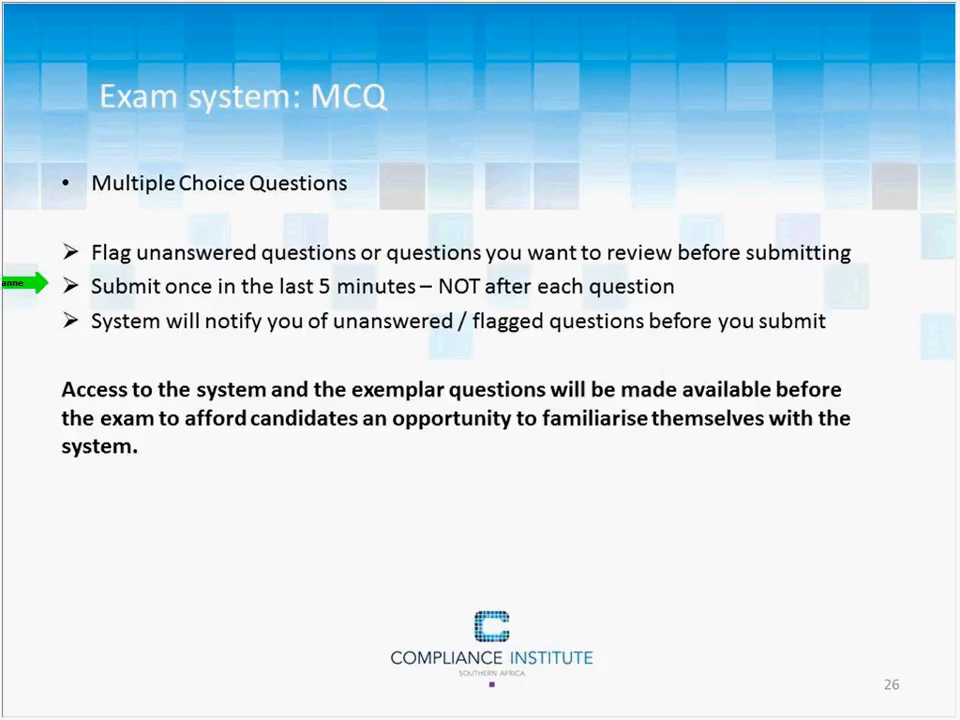 Exam system: MCQ
• Multiple Choice Questions
➢ Flag unanswered questions or questions you want to review before submitting
anne
➢ Submit once in the last 5 minutes – NOT after each question
➢ System will notify you of unanswered / flagged questions before you submit
Access to the system and the exemplar questions will be made available before
the exam to afford candidates an opportunity to familiarise themselves with the
system.
COMPLIANCE INSTITUTE
SOUTHERN AFRICA
26